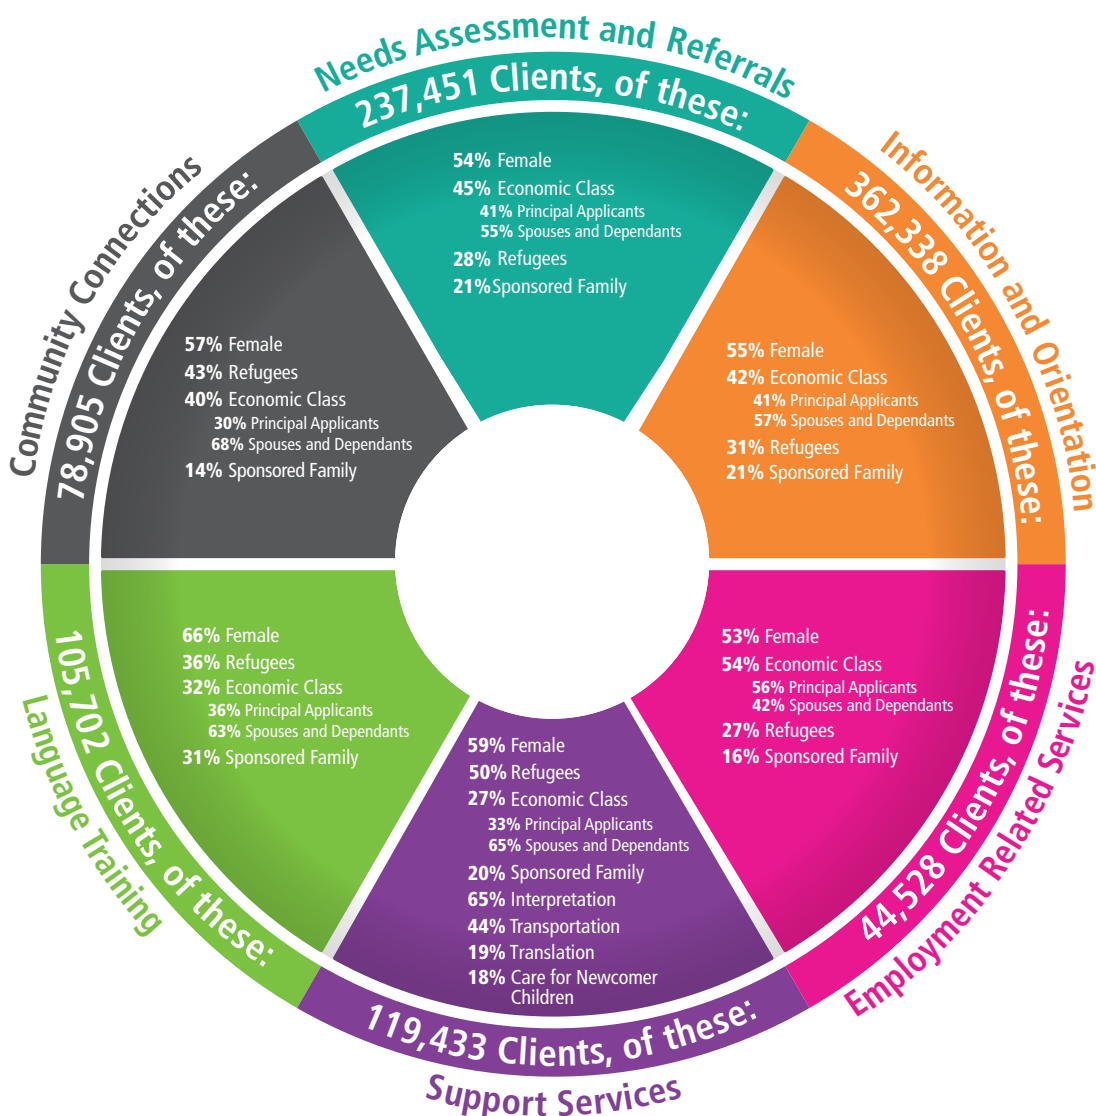 Needs Assessment and Referrals
237,451 Clients, of these:
54% Female
45% Economic Class
41% Principal Applicants
55% Spouses and Dependants
28% Refugees
21% Sponsored Family
Information and Orientation
362,338 Clients, of these:
55% Female
42% Economic Class
41% Principal Applicants
57% Spouses and Dependants
31% Refugees
21% Sponsored Family
Employment Related Services
44,528 Clients, of these:
53% Female
54% Economic Class
56% Principal Applicants
42% Spouses and Dependants
27% Refugees
16% Sponsored Family
Support Services
119,433 Clients, of these:
59% Female
50% Refugees
27% Economic Class
33% Principal Applicants
65% Spouses and Dependants
20% Sponsored Family
65% Interpretation
44% Transportation
19% Translation
18% Care for Newcomer
Children
Language Training
105,702 Clients, of these:
66% Female
36% Refugees
32% Economic Class
36% Principal Applicants
63% Spouses and Dependants
31% Sponsored Family
Community Connections
78,905 Clients, of these:
57% Female
43% Refugees
40% Economic Class
30% Principal Applicants
68% Spouses and Dependants
14% Sponsored Family